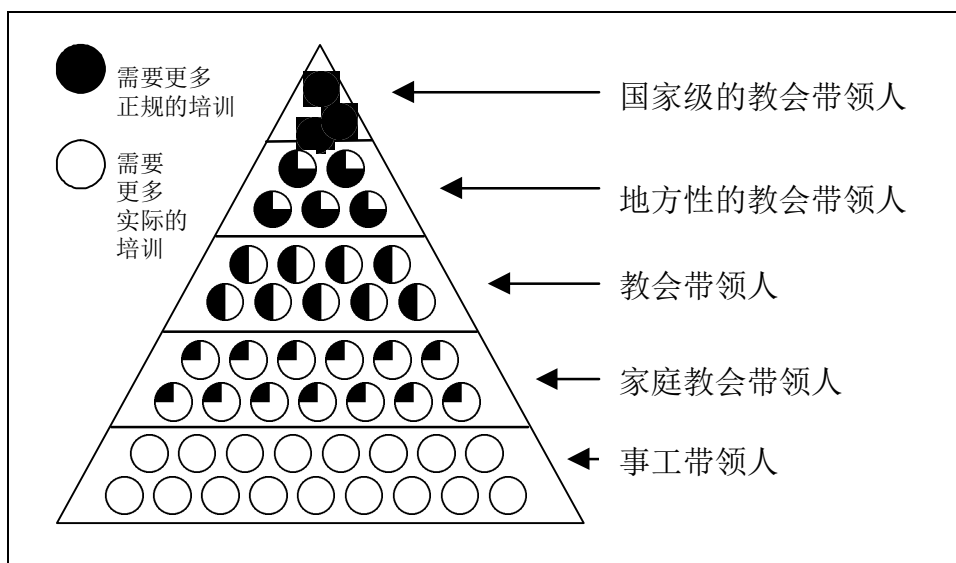 需要更多
正规的培训
需要
更多
实际的
培训
国家级的教会带领人
地方性的教会带领人
教会带领人
家庭教会带领人
事工带领人